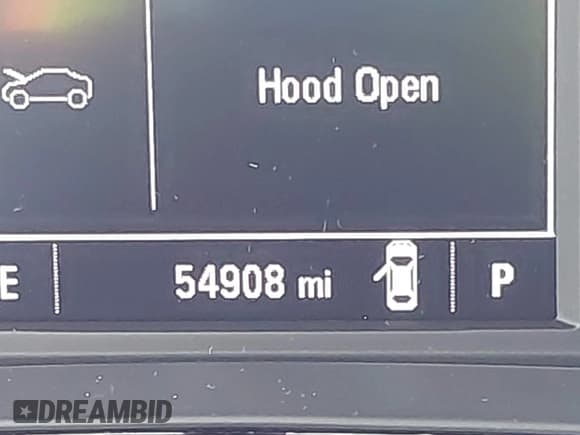 Hood Open
E
54908 mi
P
DREAMBID